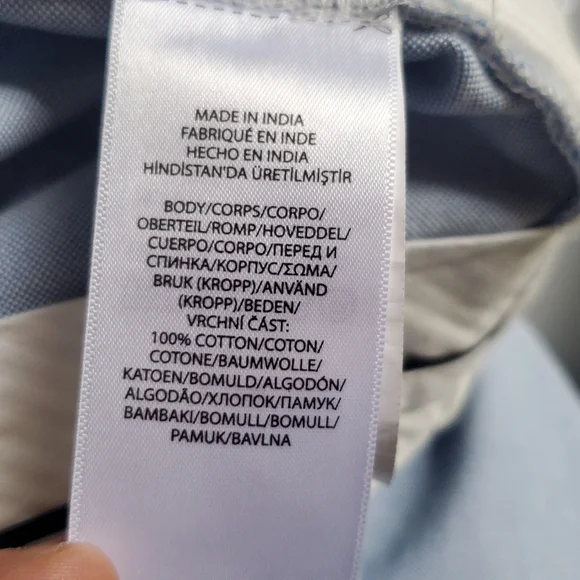 MADE IN INDIA
FABRIQUÉ EN INDE
HECHO EN INDIA
HİNDİSTAN'DA ÜRETİLMİŞTİR
BODY/CORPS/CORPO/
OBERTEIL/ROMP/HOVEDDEL/
CUERPO/CORPO/ПЕРЕД И
СПИНКА/КОРПУС/ΣΩΜΑ/
BRUK (KROPP)/ANVÄND
(KROPP)/BEDEN/
VRCHNÍ ČÁST:
100% COTTON/COTON/
COTONE/BAUMWOLLE/
KATOEN/BOMULD/ALGODÓN/
ALGODÃO/ХЛОПОК/ПАМУК/
BAMBAKI/BOMULL/BOMULL/
PAMUK/BAVLNA